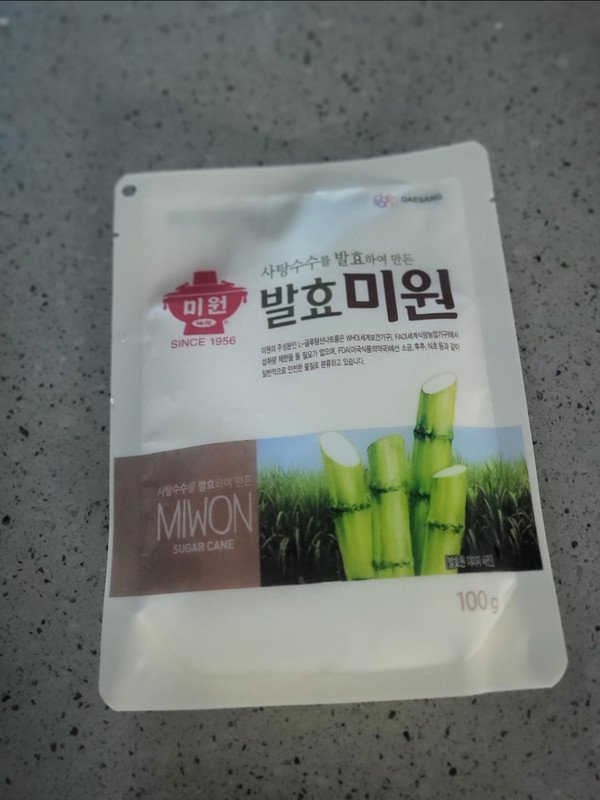 DAESANG
사탕수수를 발효하여 만든
발효미원
미원
SINCE 1956
미원의 주성분인 L-글루탐산나트륨은 WHO(세계보건기구), FAO(세계식량농업기구)에서
섭취량 제한을 둘 필요가 없으며, FDA(미국식품의약국)에선 소금, 후추, 식초 등과 같이
일반적으로 안전한 물질로 분류하고 있습니다.
사탕수수를 발효하여 만든
MIWON
SUGAR CANE
100g